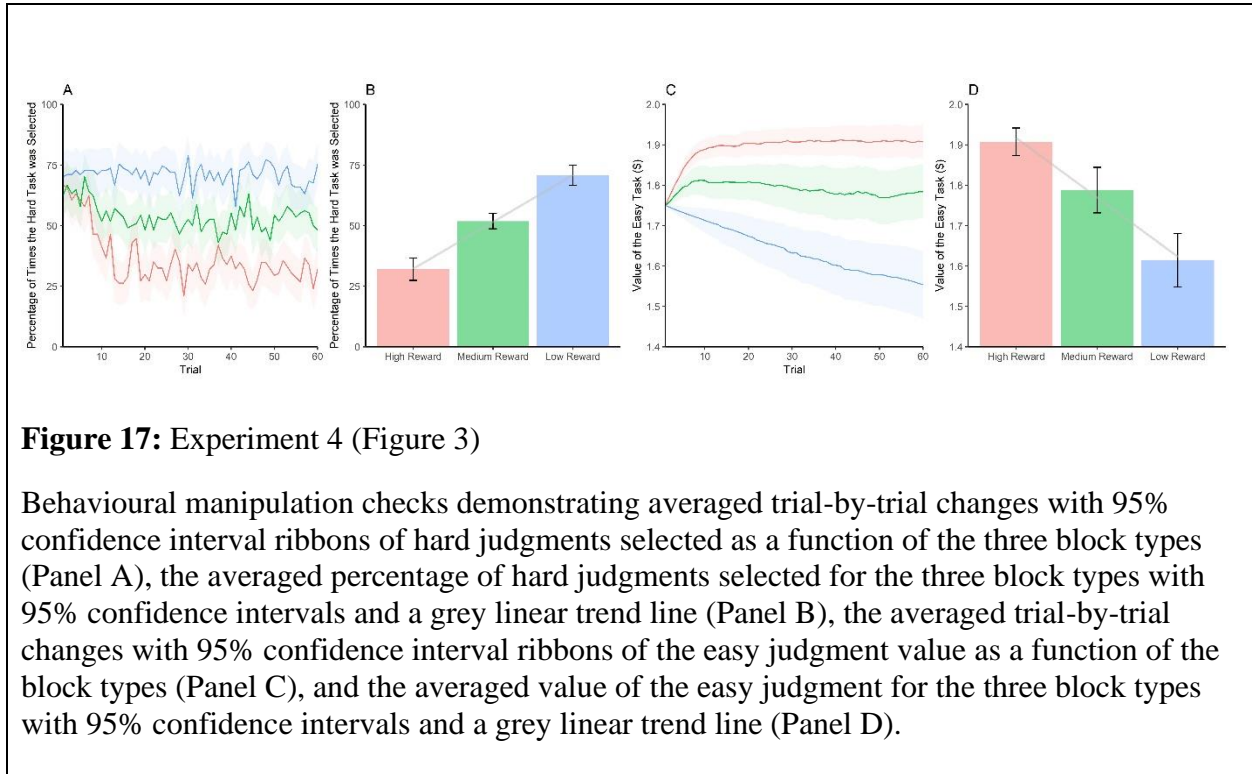 A
B
C
D
Percentage of Times the Hard Task was Selected
100
75
50
25
0
10 20 30 40 50 60
Trial
Percentage of Times the Hard Task was Selected
100
75
50
25
0
High Reward Medium Reward Low Reward
Value of the Easy Task ($)
2.0
1.9
1.8
1.7
1.6
1.5
1.4
10 20 30 40 50 60
Trial
Value of the Easy Task ($)
2.0
1.9
1.8
1.7
1.6
1.5
1.4
High Reward Medium Reward Low Reward
Figure 17: Experiment 4 (Figure 3)
Behavioural manipulation checks demonstrating averaged trial-by-trial changes with 95%
confidence interval ribbons of hard judgments selected as a function of the three block types
(Panel A), the averaged percentage of hard judgments selected for the three block types with
95% confidence intervals and a grey linear trend line (Panel B), the averaged trial-by-trial
changes with 95% confidence interval ribbons of the easy judgment value as a function of the
block types (Panel C), and the averaged value of the easy judgment for the three block types
with 95% confidence intervals and a grey linear trend line (Panel D).